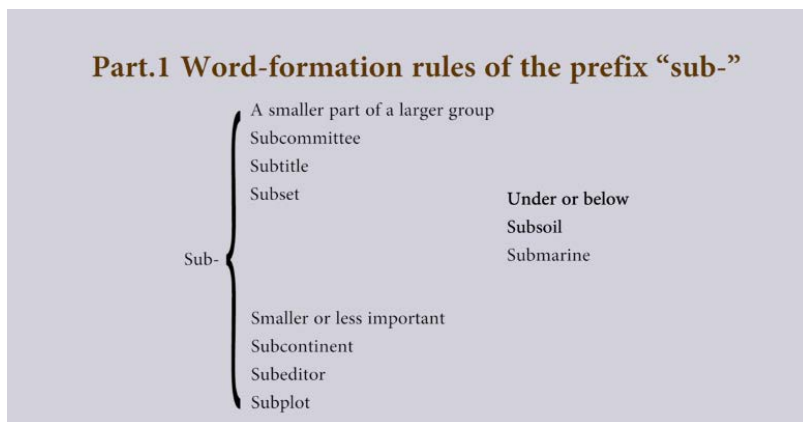 Part.1 Word-formation rules of the prefix “sub-”
A smaller part of a larger group
Subcommittee
Subtitle
Subset
Under or below
Subsoil
Submarine
Sub-
Smaller or less important
Subcontinent
Subeditor
Subplot